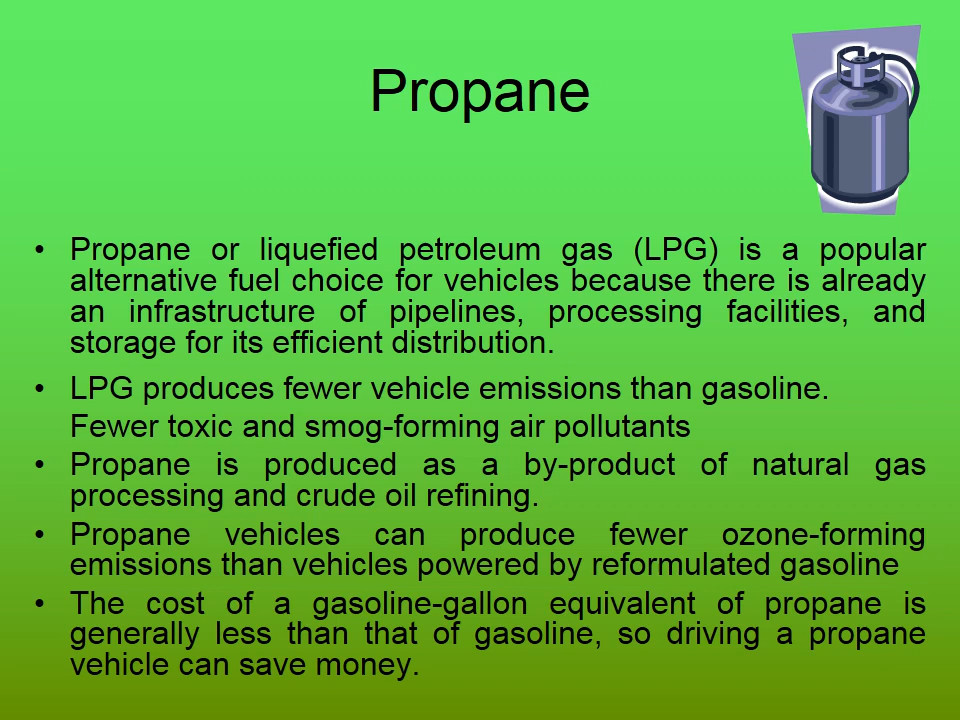 Propane
• Propane or liquefied petroleum gas (LPG) is a popular
alternative fuel choice for vehicles because there is already
an infrastructure of pipelines, processing facilities, and
storage for its efficient distribution.
• LPG produces fewer vehicle emissions than gasoline.
Fewer toxic and smog-forming air pollutants
• Propane is produced as a by-product of natural gas
processing and crude oil refining.
• Propane vehicles can produce fewer ozone-forming
emissions than vehicles powered by reformulated gasoline
• The cost of a gasoline-gallon equivalent of propane is
generally less than that of gasoline, so driving a propane
vehicle can save money.